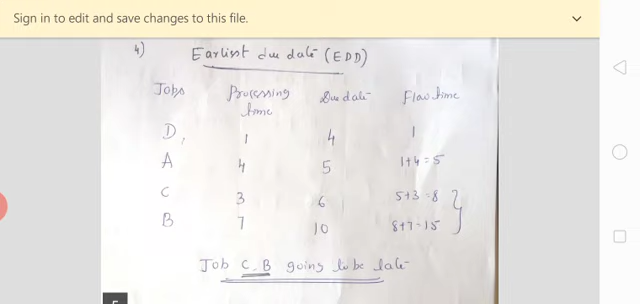 Sign in to edit and save changes to this file.
4) Earliest due date (EDD)
Jobs Processing time Due date Flow time
D, 1 4 1
A 4 5 1+4=5
C 3 6 5+3=8
B 7 10 8+7=15
Job C, B going to be late
5